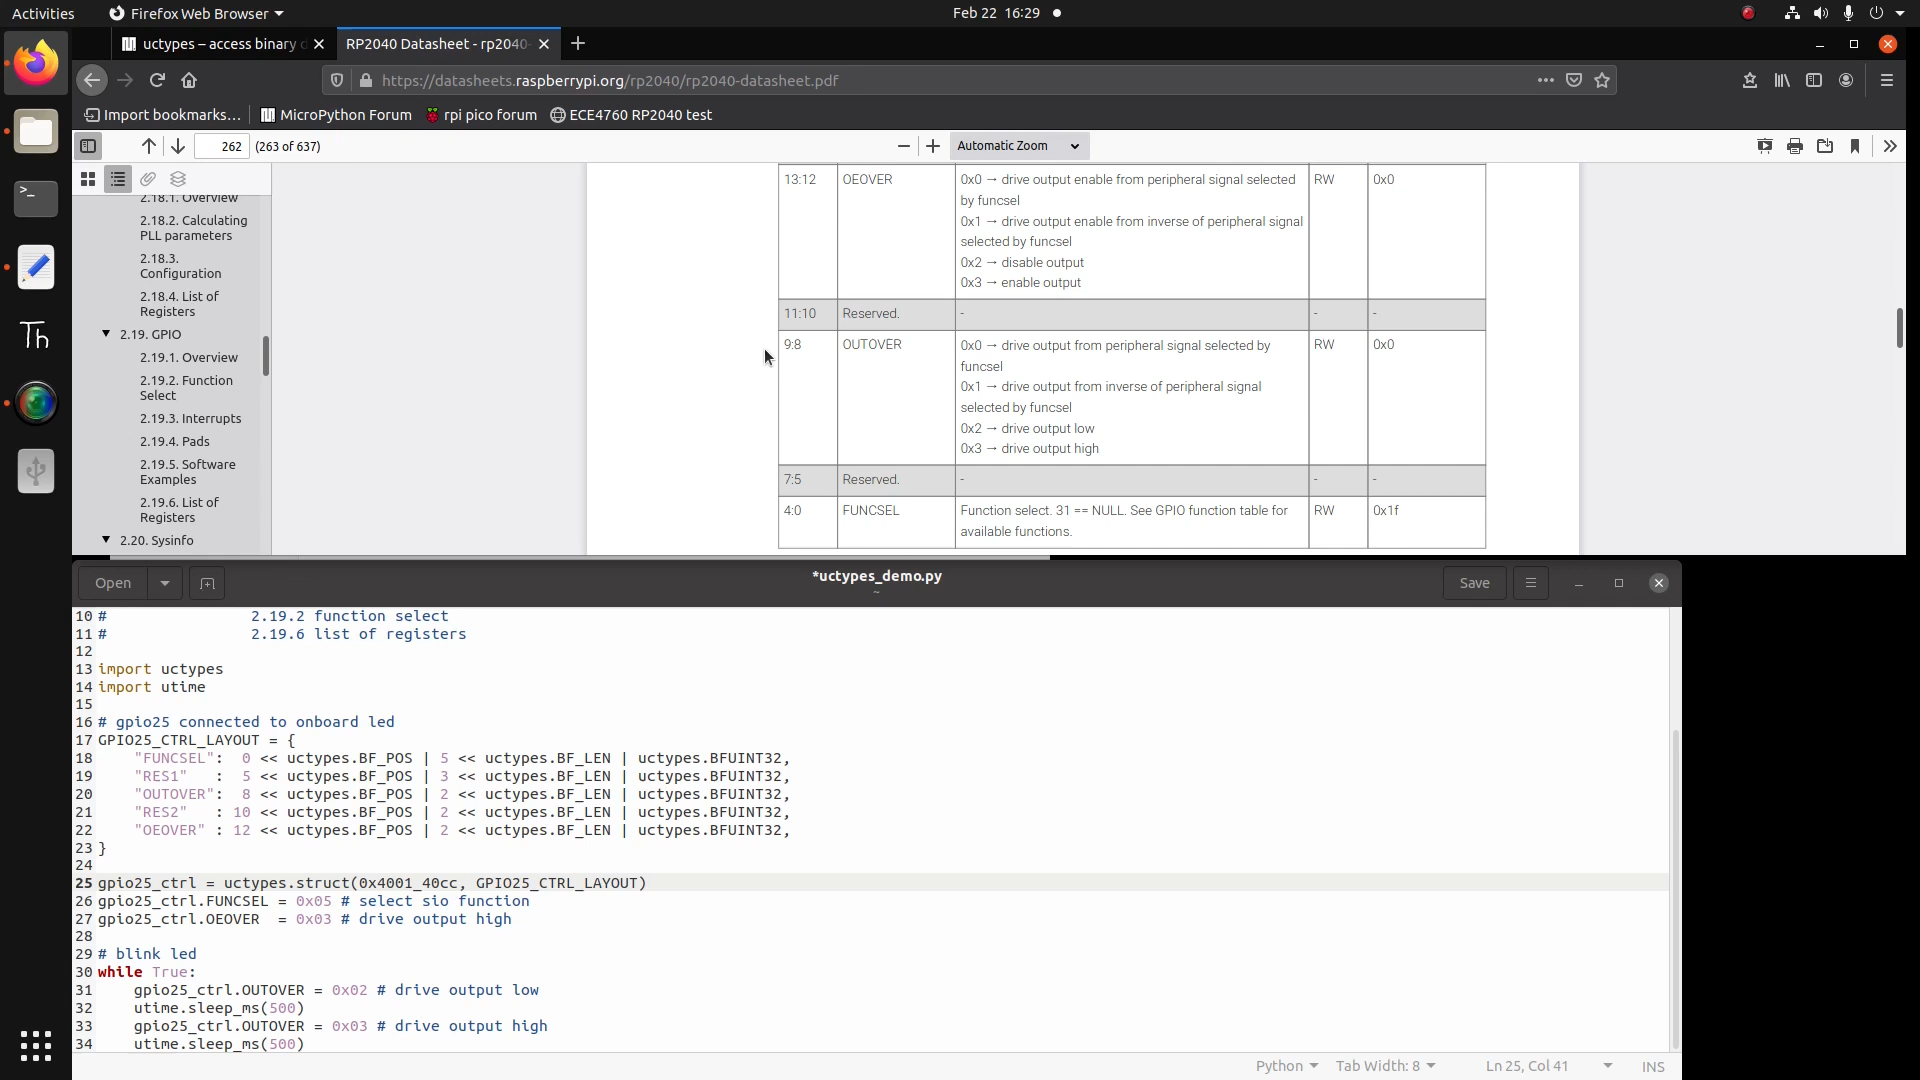 Activities
Firefox Web Browser
Feb 22 16:29
uctypes – access binary d
RP2040 Datasheet - rp2040-
https://datasheets.raspberrypi.org/rp2040/rp2040-datasheet.pdf
Import bookmarks...
MicroPython Forum
rpi pico forum
ECE4760 RP2040 test
262
(263 of 637)
Automatic Zoom
2.18.1. Overview
2.18.2. Calculating
PLL parameters
2.18.3.
Configuration
2.18.4. List of
Registers
2.19. GPIO
2.19.1. Overview
2.19.2. Function
Select
2.19.3. Interrupts
2.19.4. Pads
2.19.5. Software
Examples
2.19.6. List of
Registers
2.20. Sysinfo
13:12 OEOVER 0x0 → drive output enable from peripheral signal selected RW 0x0
by funcsel
0x1 → drive output enable from inverse of peripheral signal
selected by funcsel
0x2 → disable output
0x3 → enable output
11:10 Reserved. - - -
9:8 OUTOVER 0x0 → drive output from peripheral signal selected by RW 0x0
funcsel
0x1 → drive output from inverse of peripheral signal
selected by funcsel
0x2 → drive output low
0x3 → drive output high
7:5 Reserved. - - -
4:0 FUNCSEL Function select. 31 == NULL. See GPIO function table for RW 0x1f
available functions.
Th
Open
*uctypes_demo.py
~
Save
10 # 2.19.2 function select
11 # 2.19.6 list of registers
12
13 import uctypes
14 import utime
15
16 # gpio25 connected to onboard led
17 GPIO25_CTRL_LAYOUT = {
18 "FUNCSEL": 0 << uctypes.BF_POS | 5 << uctypes.BF_LEN | uctypes.BFUINT32,
19 "RES1" : 5 << uctypes.BF_POS | 3 << uctypes.BF_LEN | uctypes.BFUINT32,
20 "OUTOVER": 8 << uctypes.BF_POS | 2 << uctypes.BF_LEN | uctypes.BFUINT32,
21 "RES2" : 10 << uctypes.BF_POS | 2 << uctypes.BF_LEN | uctypes.BFUINT32,
22 "OEOVER" : 12 << uctypes.BF_POS | 2 << uctypes.BF_LEN | uctypes.BFUINT32,
23 }
24
25 gpio25_ctrl = uctypes.struct(0x4001_40cc, GPIO25_CTRL_LAYOUT)
26 gpio25_ctrl.FUNCSEL = 0x05 # select sio function
27 gpio25_ctrl.OEOVER = 0x03 # drive output high
28
29 # blink led
30 while True:
31 gpio25_ctrl.OUTOVER = 0x02 # drive output low
32 utime.sleep_ms(500)
33 gpio25_ctrl.OUTOVER = 0x03 # drive output high
34 utime.sleep_ms(500)
Python
Tab Width: 8
Ln 25, Col 41
INS